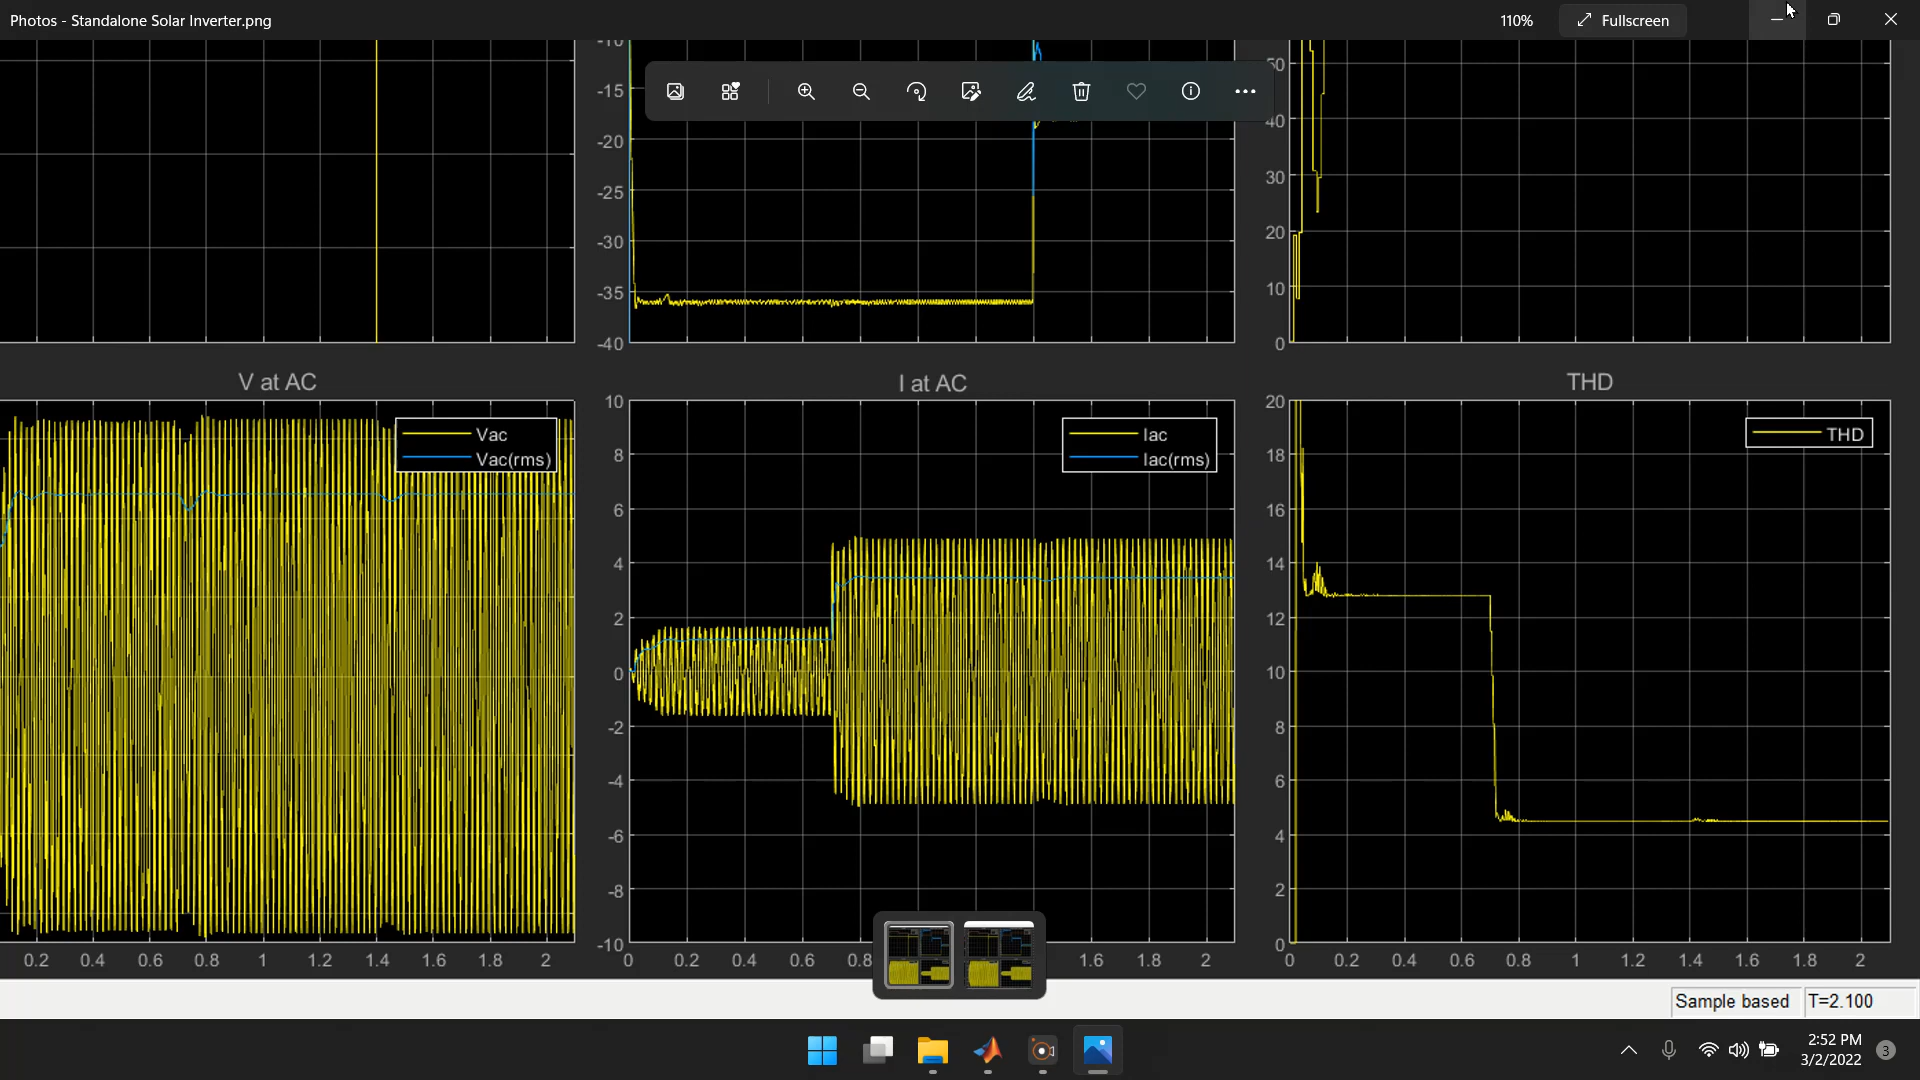 Photos - Standalone Solar Inverter.png
110%
Fullscreen
-10
-15
-20
-25
-30
-35
-40
50
40
30
20
10
0
V at AC
Vac
Vac(rms)
0.2 0.4 0.6 0.8 1 1.2 1.4 1.6 1.8 2
I at AC
10
8
6
4
2
0
-2
-4
-6
-8
-10
Iac
Iac(rms)
0 0.2 0.4 0.6 0.8 1.6 1.8 2
THD
20
18
16
14
12
10
8
6
4
2
0
THD
0 0.2 0.4 0.6 0.8 1 1.2 1.4 1.6 1.8 2
Sample based T=2.100
2:52 PM
3/2/2022
3